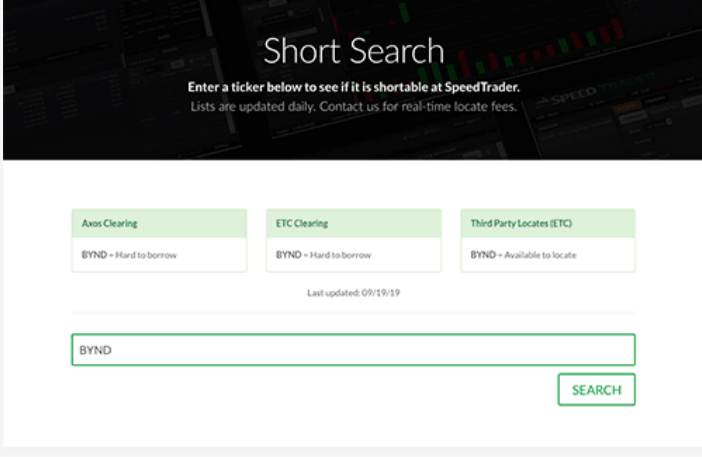 Short Search
Enter a ticker below to see if it is shortable at SpeedTrader.
Lists are updated daily. Contact us for real-time locate fees.
Axos Clearing
BYND = Hard to borrow
ETC Clearing
BYND = Hard to borrow
Third Party Locates (ETC)
BYND = Available to locate
Last updated: 09/19/19
BYND
SEARCH